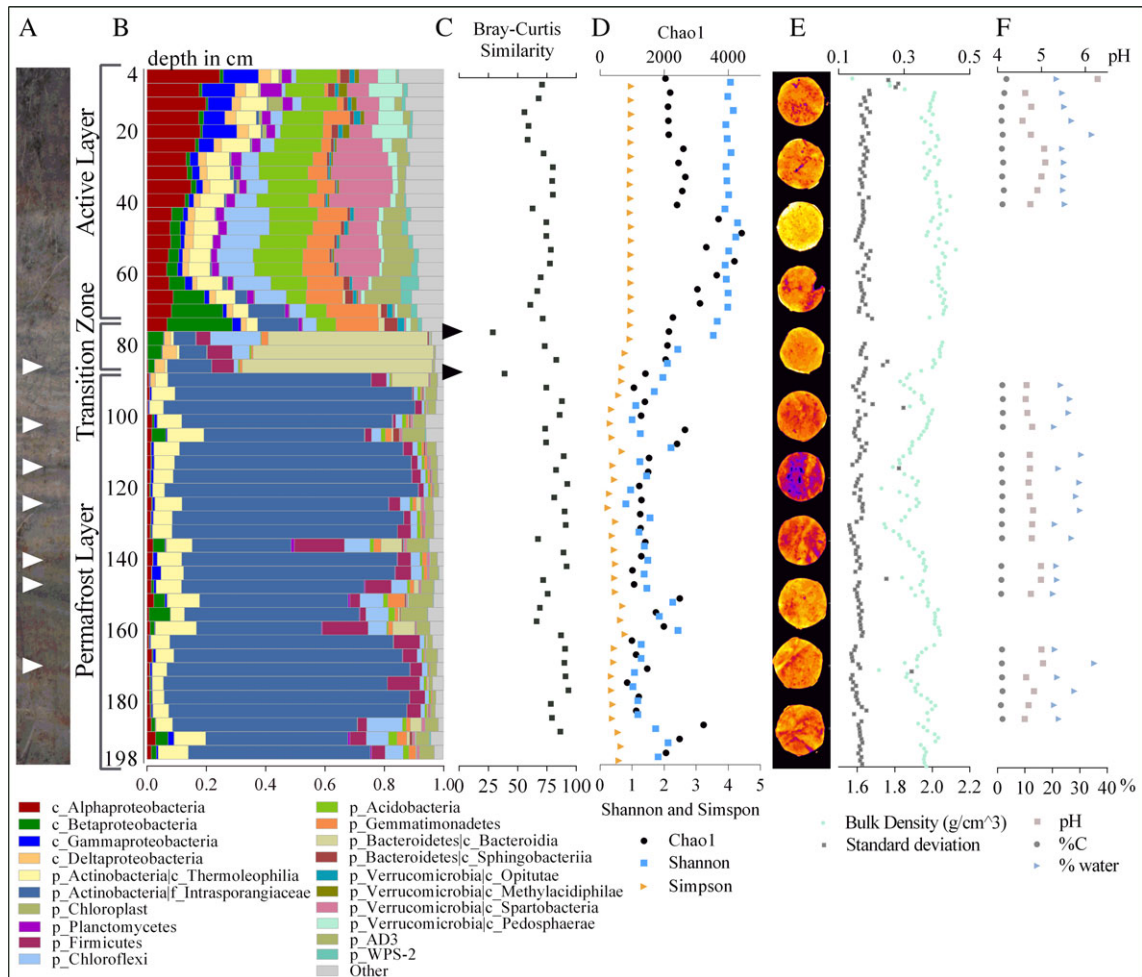 A
B
C
D
E
F
depth in cm
Bray-Curtis
Similarity
Chao1
0 2000 4000
0.1 0.3 0.5
4 5 6 pH
Active Layer
Transition Zone
Permafrost Layer
4
20
40
60
80
100
120
140
160
180
198
0.0 0.2 0.4 0.6 0.8 1.0
0 25 50 75 100
0 1 2 3 4 5
Shannon and Simspon
1.6 2.0 2.2
0 10 20 30 40
%
c_Alphaproteobacteria
c_Betaproteobacteria
c_Gammaproteobacteria
c_Deltaproteobacteria
p_Actinobacteria|c_Thermoleophilia
p_Actinobacteria|f_Intrasporangiaceae
p_Chloroplast
p_Planctomycetes
p_Firmicutes
p_Chloroflexi
p_Acidobacteria
p_Gemmatimonadetes
p_Bacteroidetes|c_Bacteroidia
p_Bacteroidetes|c_Sphingobacteriia
p_Verrucomicrobia|c_Opitutae
p_Verrucomicrobia|c_Methylacidiphilae
p_Verrucomicrobia|c_Spartobacteria
p_Verrucomicrobia|c_Pedosphaerae
p_AD3
p_WPS-2
Other
Chao1
Shannon
Simpson
Bulk Density (g/cm^3)
Standard deviation
pH
%C
% water